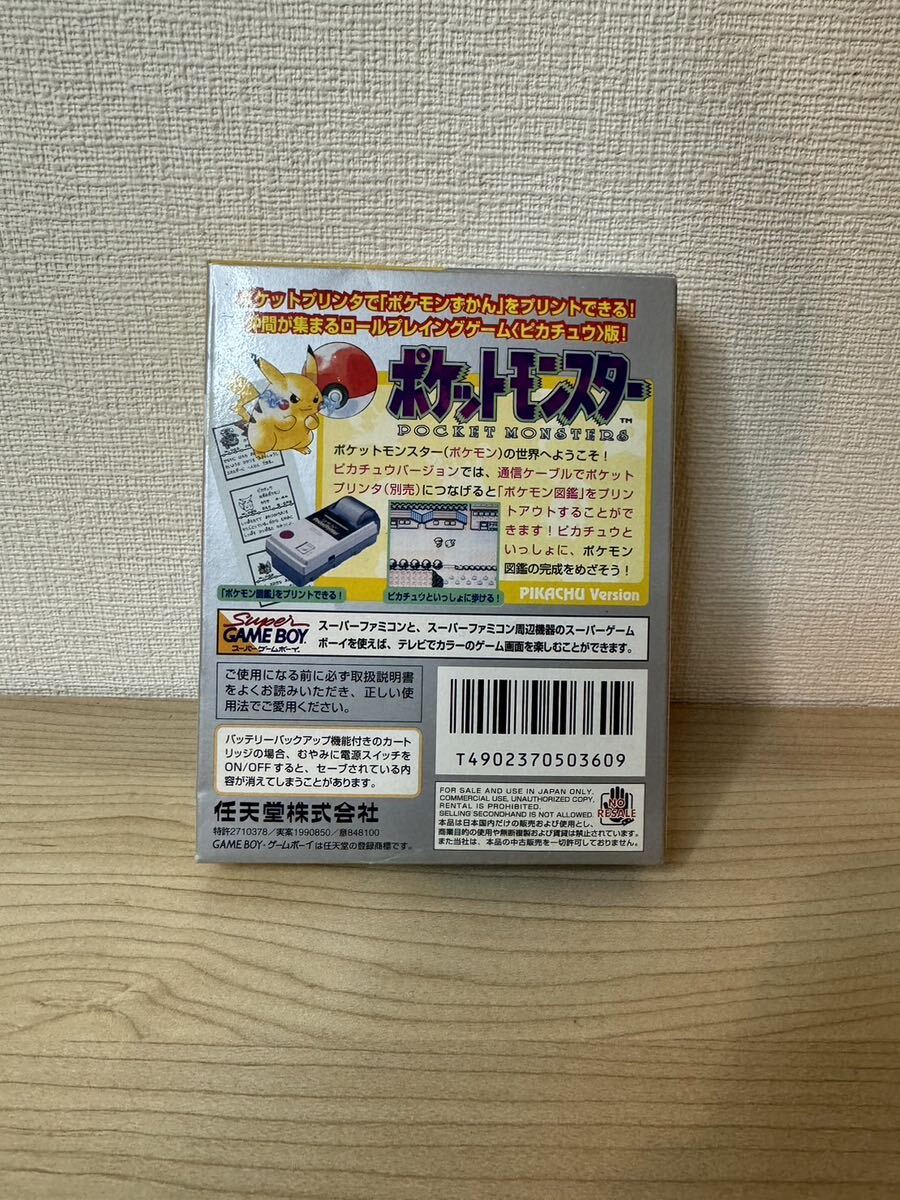 ポケットプリンタで「ポケモンずかん」をプリントできる!
仲間が集まるロールプレイングゲーム〈ピカチュウ〉版!
ポケットモンスター™
POCKET MONSTERS
ポケットモンスター(ポケモン)の世界へようこそ!
ピカチュウバージョンでは、通信ケーブルでポケット
プリンタ(別売)につなげると「ポケモン図鑑」をプリン
トアウトすることがで
きます!ピカチュウと
いっしょに、ポケモン
図鑑の完成をめざそう!
「ポケモン図鑑」をプリントできる!
ピカチュウといっしょに歩ける!
PIKACHU Version
Super
GAME BOY
スーパーゲームボーイ
スーパーファミコンと、スーパーファミコン周辺機器のスーパーゲーム
ボーイを使えば、テレビでカラーのゲーム画面を楽しむことができます。
ご使用になる前に必ず取扱説明書
をよくお読みいただき、正しい使
用法でご愛用ください。
バッテリーバックアップ機能付きのカート
リッジの場合、むやみに電源スイッチを
ON/OFFすると、セーブされている内
容が消えてしまうことがあります。
任天堂株式会社
特許2710378/実案1990850/意848100
GAME BOY・ゲームボーイは任天堂の登録商標です。
T4902370503609
FOR SALE AND USE IN JAPAN ONLY.
COMMERCIAL USE, UNAUTHORIZED COPY,
RENTAL IS PROHIBITED.
SELLING SECONDHAND IS NOT ALLOWED.
本品は日本国内だけの販売および使用とし、
商業目的の使用や無断複製および賃貸は禁止されています。
また当社は、本品の中古販売を一切許可しておりません。
NO
RESALE